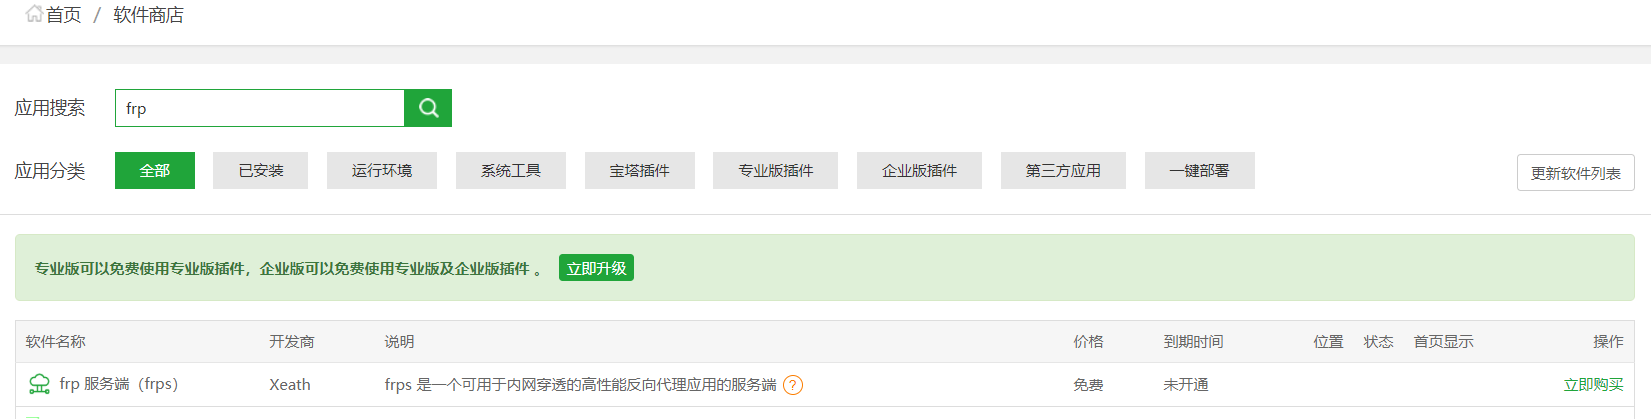 首页 / 软件商店
应用搜索 frp
应用分类 全部 已安装 运行环境 系统工具 宝塔插件 专业版插件 企业版插件 第三方应用 一键部署 更新软件列表
专业版可以免费使用专业版插件，企业版可以免费使用专业版及企业版插件 。 立即升级
软件名称 开发商 说明 价格 到期时间 位置 状态 首页显示 操作
frp 服务端（frps） Xeath frps 是一个可用于内网穿透的高性能反向代理应用的服务端 ? 免费 未开通 立即购买